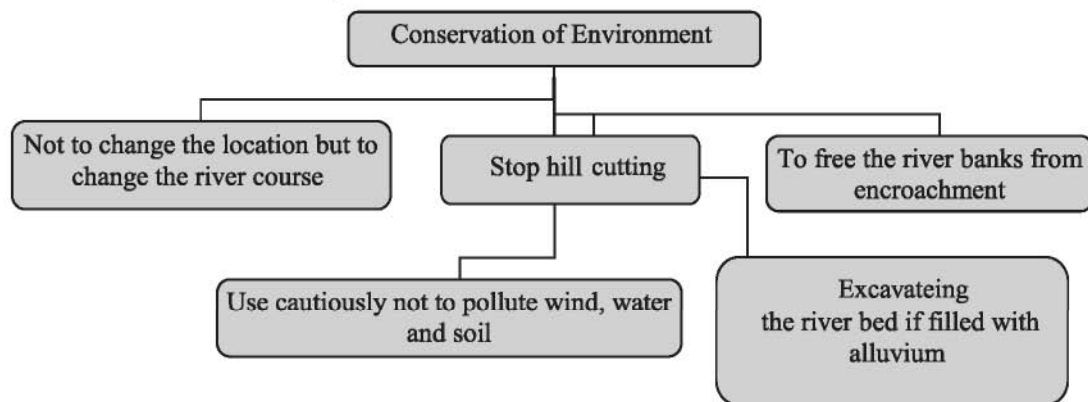 Conservation of Environment
Not to change the location but to
change the river course
Stop hill cutting
To free the river banks from
encroachment
Use cautiously not to pollute wind, water
and soil
Excavateing
the river bed if filled with
alluvium